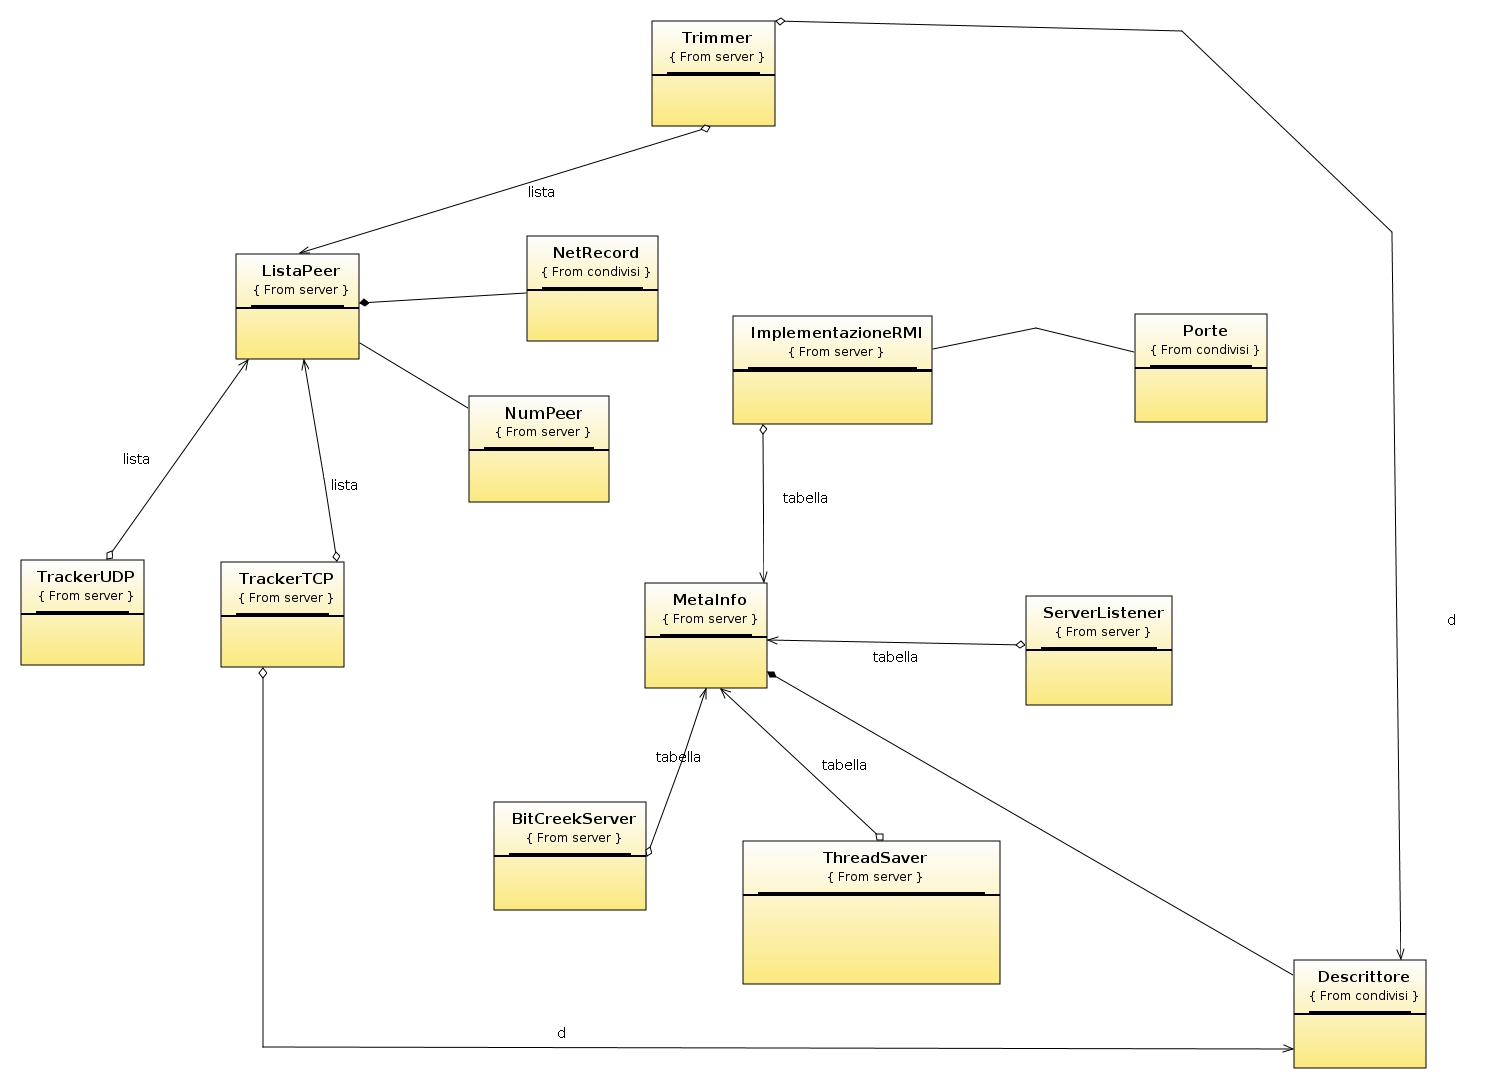 Trimmer
{ From server }
lista
NetRecord
{ From condivisi }
ListaPeer
{ From server }
ImplementazioneRMI
{ From server }
Porte
{ From condivisi }
NumPeer
{ From server }
lista
lista
tabella
TrackerUDP
{ From server }
TrackerTCP
{ From server }
MetaInfo
{ From server }
ServerListener
{ From server }
d
tabella
tabella
tabella
BitCreekServer
{ From server }
ThreadSaver
{ From server }
Descrittore
{ From condivisi }
d